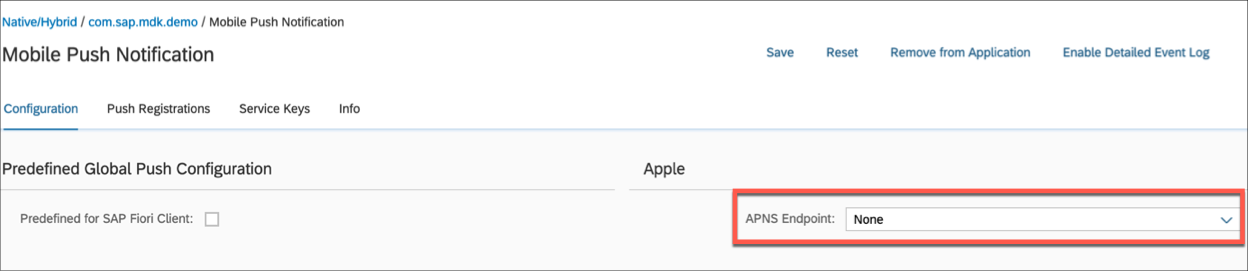 Native/Hybrid / com.sap.mdk.demo / Mobile Push Notification
Mobile Push Notification
Save Reset Remove from Application Enable Detailed Event Log
Configuration Push Registrations Service Keys Info
Predefined Global Push Configuration
Apple
Predefined for SAP Fiori Client:
APNS Endpoint: None